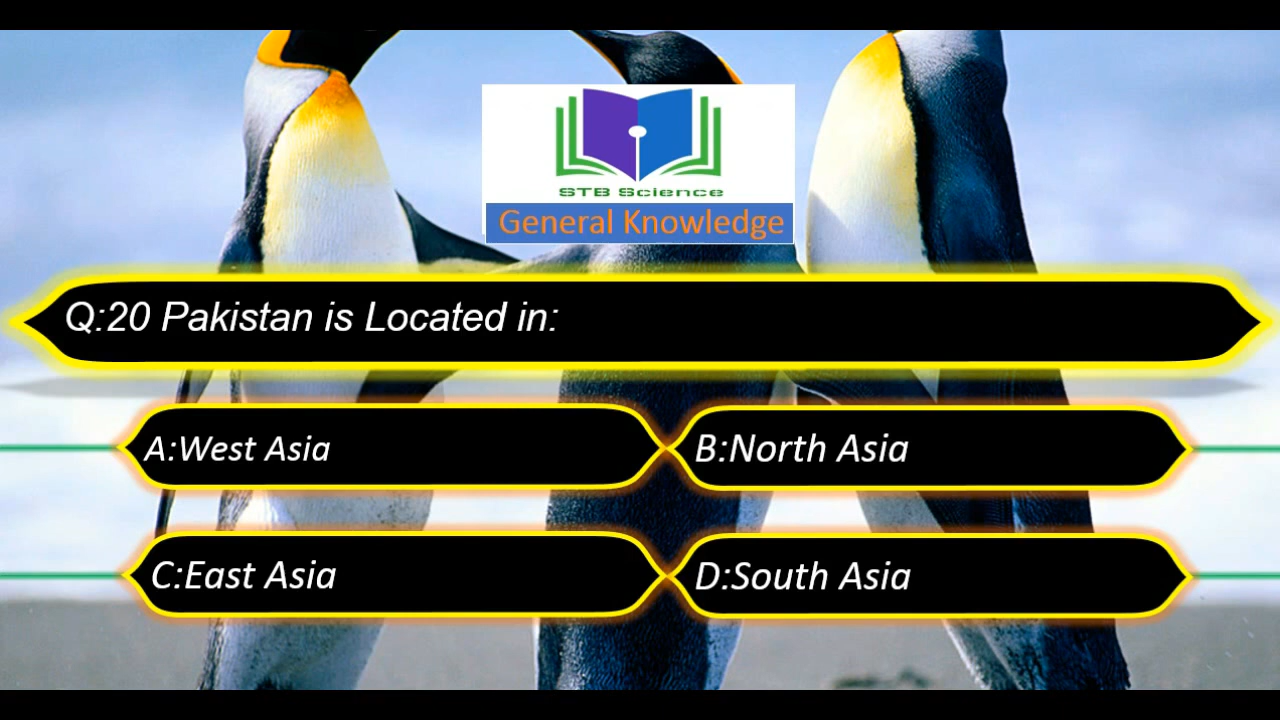 STB Science
General Knowledge
Q:20 Pakistan is Located in:
A:West Asia
B:North Asia
C:East Asia
D:South Asia